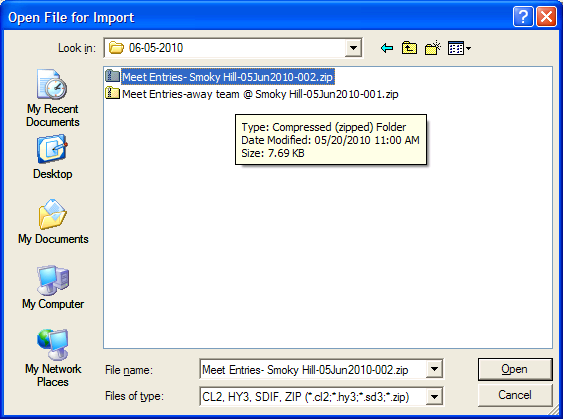 Open File for Import
Look in: 06-05-2010
Meet Entries- Smoky Hill-05Jun2010-002.zip
Meet Entries-away team @ Smoky Hill-05Jun2010-001.zip
Type: Compressed (zipped) Folder
Date Modified: 05/20/2010 11:00 AM
Size: 7.69 KB
My Recent
Documents
Desktop
My Documents
My Computer
My Network
Places
File name: Meet Entries- Smoky Hill-05Jun2010-002.zip Open
Files of type: CL2, HY3, SDIF, ZIP (*.cl2;*.hy3;*.sd3;*.zip) Cancel